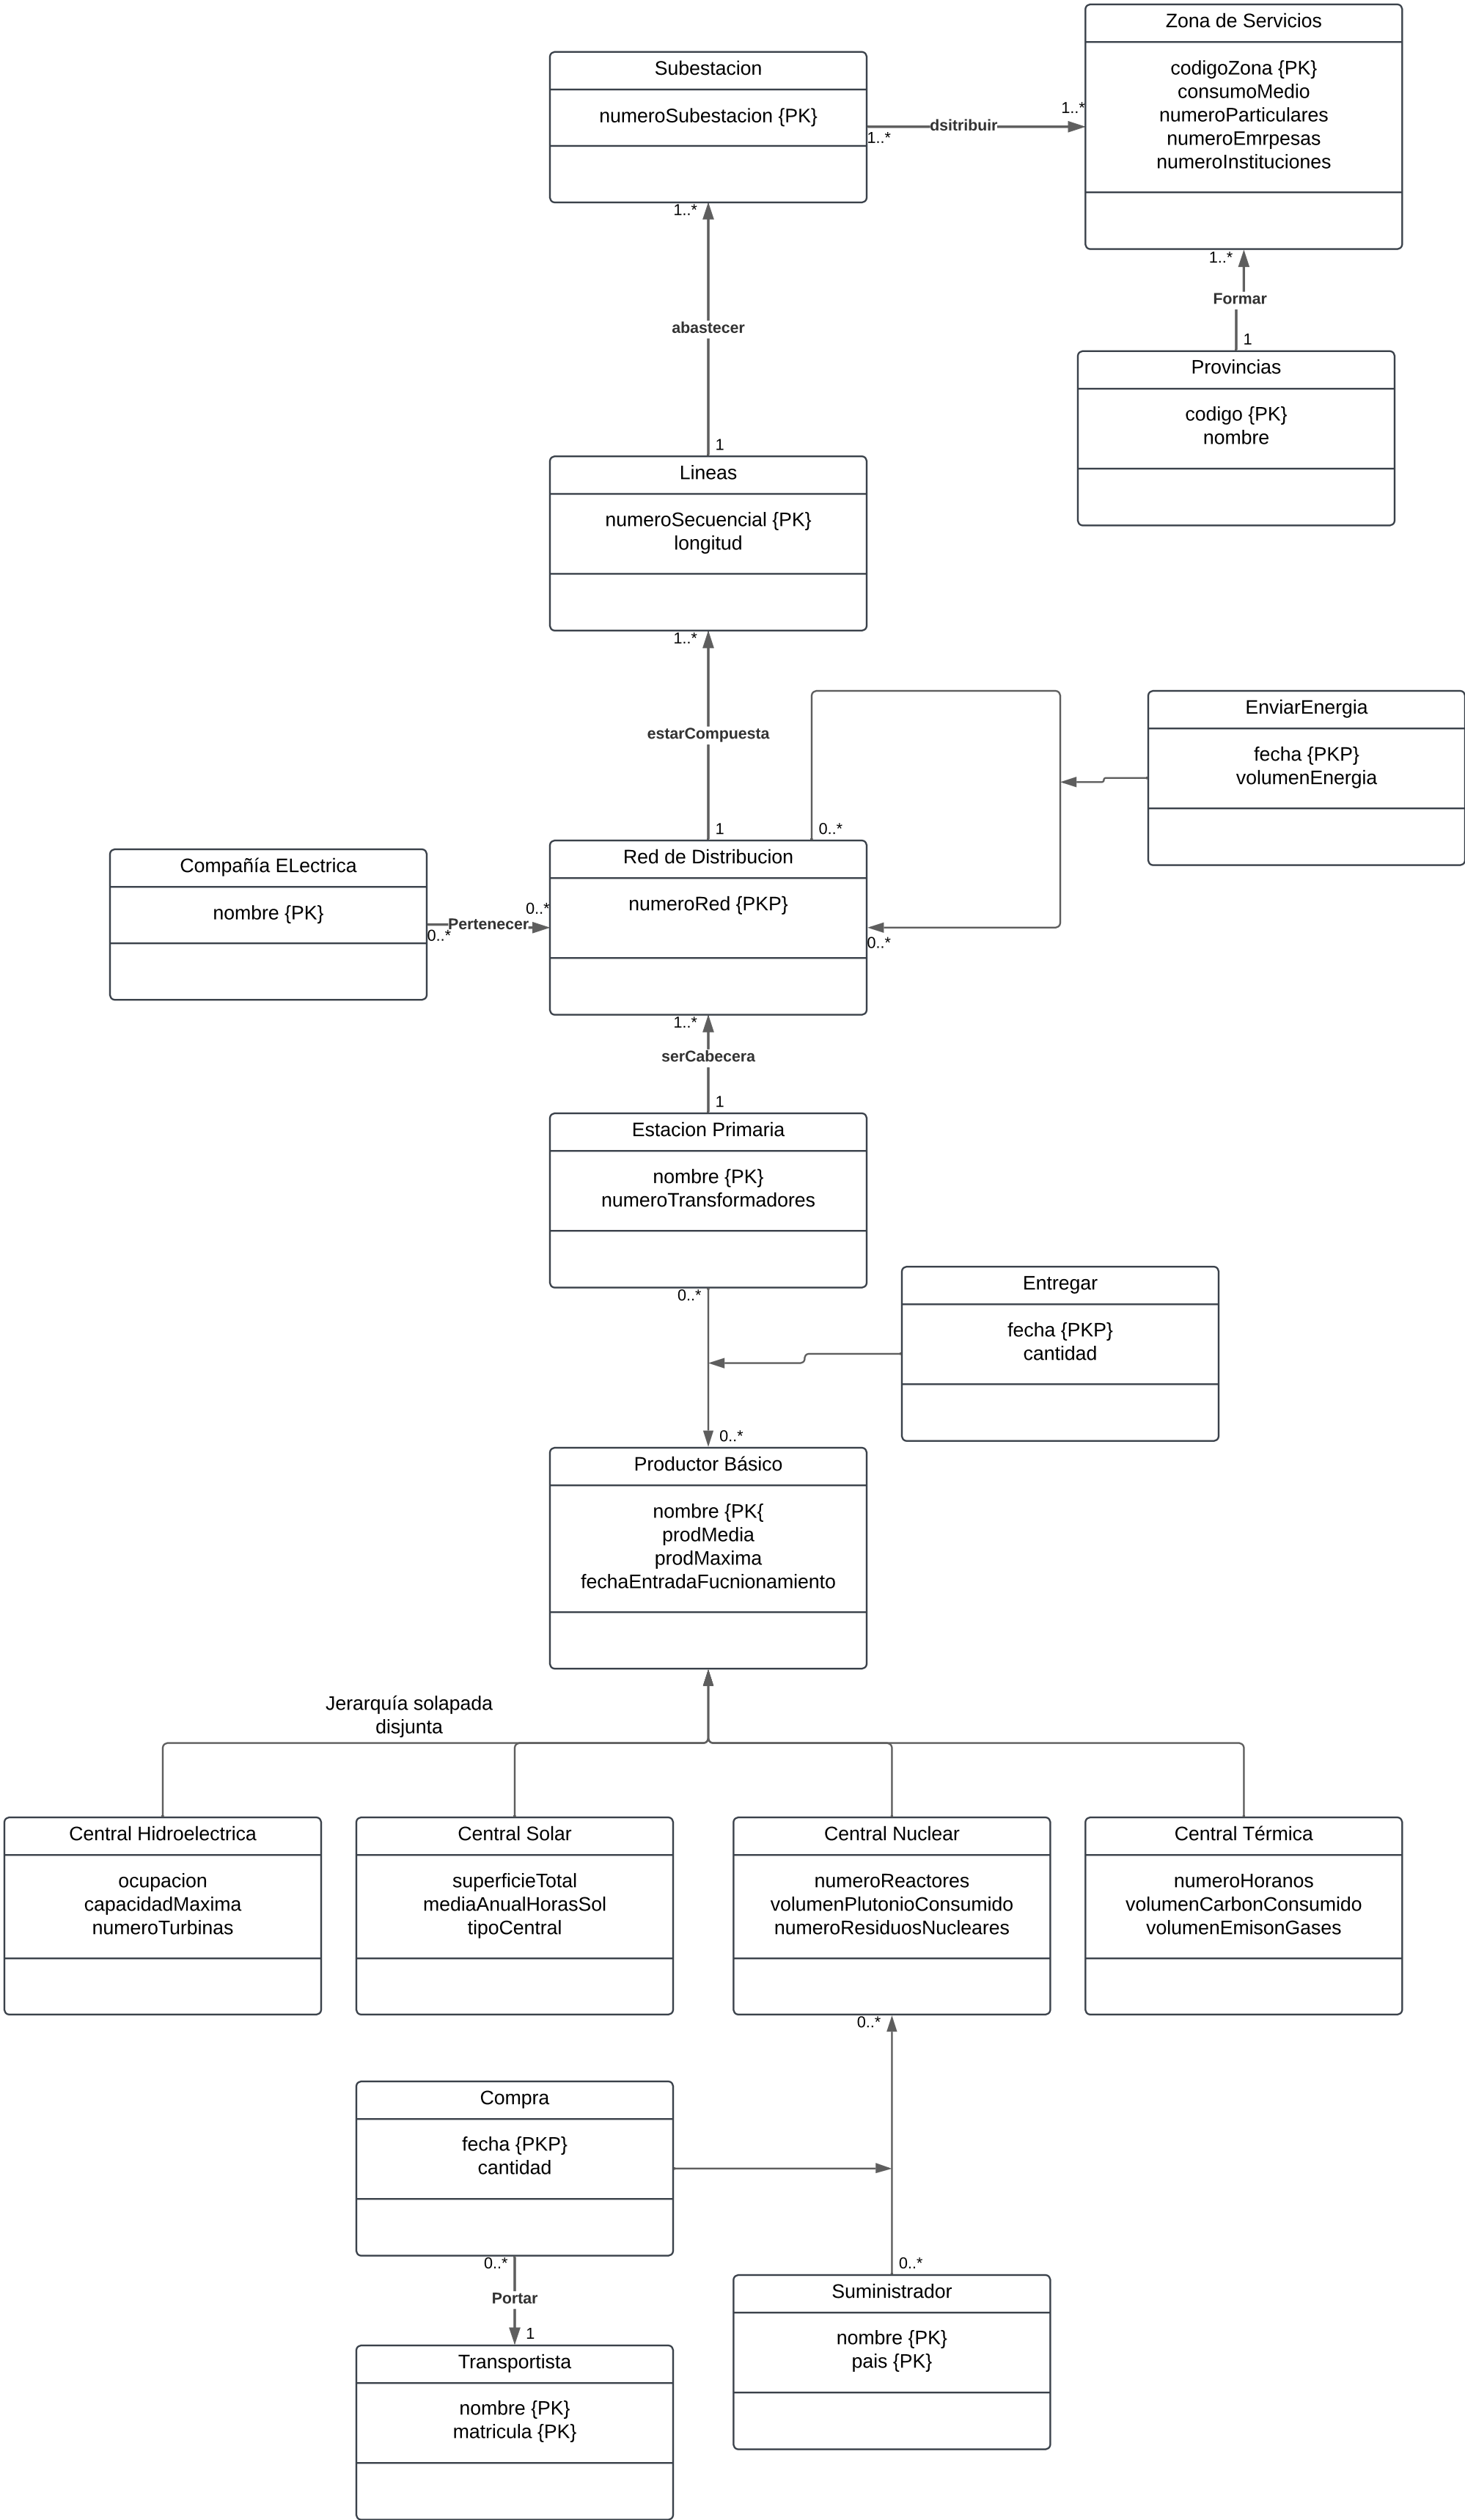 Zona de Servicios
codigoZona {PK}
consumoMedio
numeroParticulares
numeroEmrpesas
numeroInstituciones
Subestacion
numeroSubestacion {PK}
1..*
dsitribuir
1..*
1..*
abastecer
1
1..*
Formar
1
Provincias
codigo {PK}
nombre
Lineas
numeroSecuencial {PK}
longitud
1..*
estarCompuesta
1
0..*
EnviarEnergia
fecha {PKP}
volumenEnergia
Compañía ELectrica
nombre {PK}
0..*
Pertenecer
0..*
Red de Distribucion
numeroRed {PKP}
0..*
1..*
serCabecera
1
Estacion Primaria
nombre {PK}
numeroTransformadores
0..*
Entregar
fecha {PKP}
cantidad
0..*
Productor Básico
nombre {PK{
prodMedia
prodMaxima
fechaEntradaFucnionamiento
Jerarquía solapada
disjunta
Central Hidroelectrica
ocupacion
capacidadMaxima
numeroTurbinas
Central Solar
superficieTotal
mediaAnualHorasSol
tipoCentral
Central Nuclear
numeroReactores
volumenPlutonioConsumido
numeroResiduosNucleares
Central Térmica
numeroHoranos
volumenCarbonConsumido
volumenEmisonGases
0..*
Compra
fecha {PKP}
cantidad
0..*
Portar
1
0..*
Suministrador
nombre {PK}
pais {PK}
Transportista
nombre {PK}
matricula {PK}